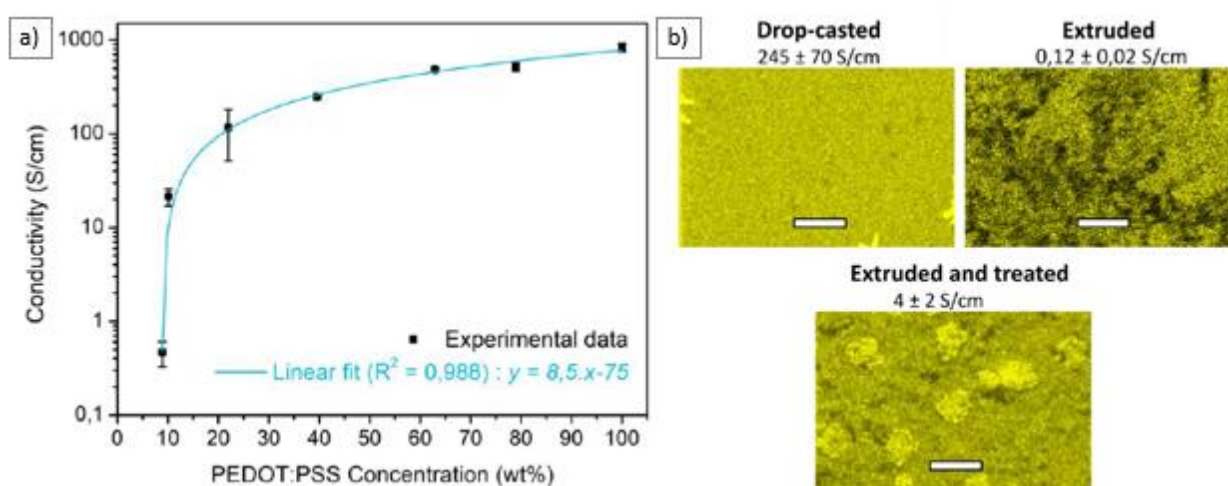 a)
1000
100
10
1
0,1
Conductivity (S/cm)
Experimental data
Linear fit (R² = 0,988) : y = 8,5.x-75
0 10 20 30 40 50 60 70 80 90 100
PEDOT:PSS Concentration (wt%)
b)
Drop-casted
245 ± 70 S/cm
Extruded
0,12 ± 0,02 S/cm
Extruded and treated
4 ± 2 S/cm